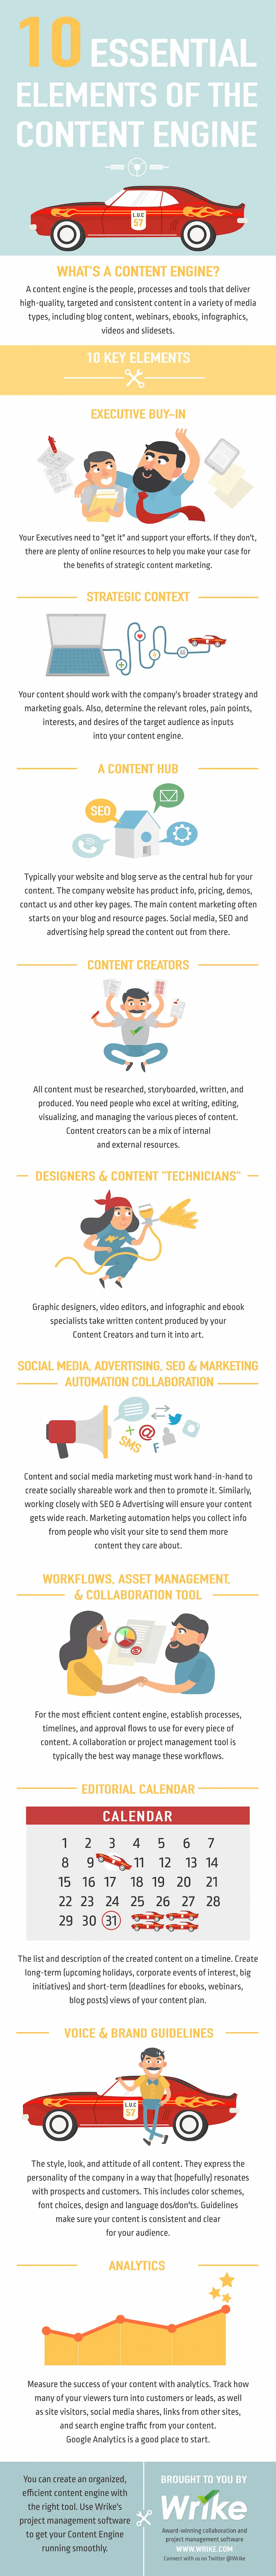 10 ESSENTIAL
ELEMENTS OF THE
CONTENT ENGINE
L.U.C
57
WHAT'S A CONTENT ENGINE?
A content engine is the people, processes and tools that deliver
high-quality, targeted and consistent content in a variety of media
types, including blog content, webinars, ebooks, infographics,
videos and slidesets.
10 KEY ELEMENTS
EXECUTIVE BUY-IN
Your Executives need to "get it" and support your efforts. If they don't,
there are plenty of online resources to help you make your case for
the benefits of strategic content marketing.
STRATEGIC CONTEXT
Your content should work with the company's broader strategy and
marketing goals. Also, determine the relevant roles, pain points,
interests, and desires of the target audience as inputs
into your content engine.
A CONTENT HUB
SEO
Typically your website and blog serve as the central hub for your
content. The company website has product info, pricing, demos,
contact us and other key pages. The main content marketing often
starts on your blog and resource pages. Social media, SEO and
advertising help spread the content out from there.
CONTENT CREATORS
All content must be researched, storyboarded, written, and
produced. You need people who excel at writing, editing,
visualizing, and managing the various pieces of content.
Content creators can be a mix of internal
and external resources.
DESIGNERS & CONTENT "TECHNICIANS"
Graphic designers, video editors, and infographic and ebook
specialists take written content produced by your
Content Creators and turn it into art.
SOCIAL MEDIA, ADVERTISING, SEO & MARKETING
AUTOMATION COLLABORATION
@
SMS
F
Content and social media marketing must work hand-in-hand to
create socially shareable work and then to promote it. Similarly,
working closely with SEO & Advertising will ensure your content
gets wide reach. Marketing automation helps you collect info
from people who visit your site to send them more
content they care about.
WORKFLOWS, ASSET MANAGEMENT,
& COLLABORATION TOOL
For the most efficient content engine, establish processes,
timelines, and approval flows to use for every piece of
content. A collaboration or project management tool is
typically the best way manage these workflows.
EDITORIAL CALENDAR
CALENDAR
1 2 3 4 5 6 7
8 9 11 12 13 14
15 16 17 18 19 20 21
22 23 24 25 26 27 28
29 30 31
The list and description of the created content on a timeline. Create
long-term (upcoming holidays, corporate events of interest, big
initiatives) and short-term (deadlines for ebooks, webinars,
blog posts) views of your content plan.
VOICE & BRAND GUIDELINES
L.U.C
57
The style, look, and attitude of all content. They express the
personality of the company in a way that (hopefully) resonates
with prospects and customers. This includes color schemes,
font choices, design and language dos/don'ts. Guidelines
make sure your content is consistent and clear
for your audience.
ANALYTICS
Measure the success of your content with analytics. Track how
many of your viewers turn into customers or leads, as well
as site visitors, social media shares, links from other sites,
and search engine traffic from your content.
Google Analytics is a good place to start.
You can create an organized,
efficient content engine with
the right tool. Use Wrike's
project management software
to get your Content Engine
running smoothly.
BROUGHT TO YOU BY
Wrike
Award-winning collaboration and
project management software
WWW.WRIKE.COM
Connect with us on Twitter @Wrike